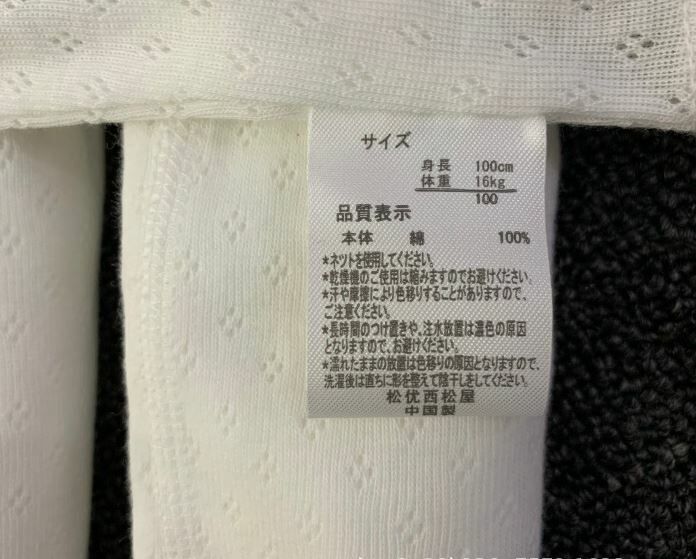 サイズ
身長 100cm
体重 16kg
100
品質表示
本体 綿 100%
*ネットを使用してください。
*乾燥機のご使用は縮みますのでお避けください。
*汗や摩擦により色移りすることがありますので、
ご注意ください。
*長時間のつけ置きや、注水放置は濃色の原因
となりますので、お避けください。
*濡れたままの放置は色移りの原因となりますので、
洗濯後は直ちに形を整えて陰干しをしてください。
松优西松屋
中国製